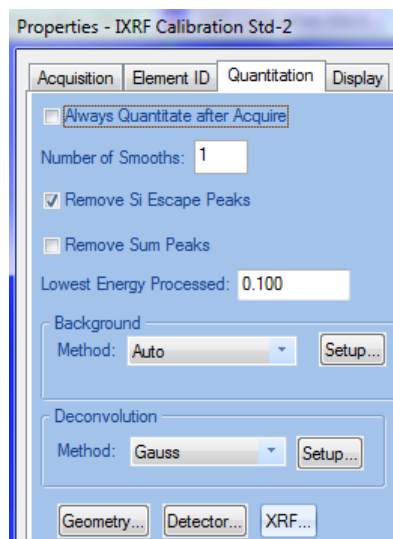 Properties - IXRF Calibration Std-2
Acquisition Element ID Quantitation Display
Always Quantitate after Acquire
Number of Smooths: 1
Remove Si Escape Peaks
Remove Sum Peaks
Lowest Energy Processed: 0.100
Background
Method: Auto Setup...
Deconvolution
Method: Gauss Setup...
Geometry... Detector... XRF...